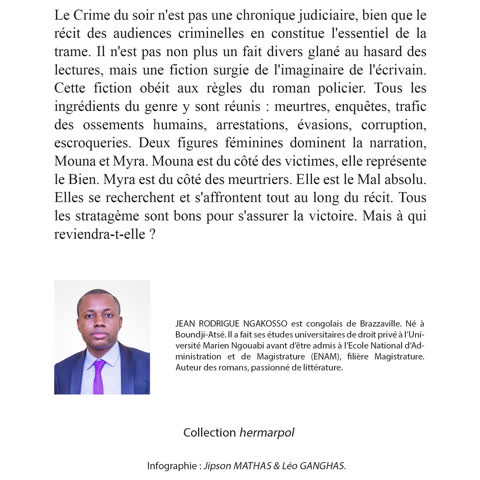 Le Crime du soir n'est pas une chronique judiciaire, bien que le
récit des audiences criminelles en constitue l'essentiel de la
trame. Il n'est pas non plus un fait divers glané au hasard des
lectures, mais une fiction surgie de l'imaginaire de l'écrivain.
Cette fiction obéit aux règles du roman policier. Tous les
ingrédients du genre y sont réunis : meurtres, enquêtes, trafic
des ossements humains, arrestations, évasions, corruption,
escroqueries. Deux figures féminines dominent la narration,
Mouna et Myra. Mouna est du côté des victimes, elle représente
le Bien. Myra est du côté des meurtriers. Elle est le Mal absolu.
Elles se recherchent et s'affrontent tout au long du récit. Tous
les stratagème sont bons pour s'assurer la victoire. Mais à qui
reviendra-t-elle ?
JEAN RODRIGUE NGAKOSSO est congolais de Brazzaville. Né à
Boundji-Atsé. Il a fait ses études universitaires de droit privé à l'Uni-
versité Marien Ngouabi avant d'être admis à l'Ecole National d'Ad-
ministration et de Magistrature (ENAM), filière Magistrature.
Auteur des romans, passionné de littérature.
Collection hermarpol
Infographie : Jipson MATHAS & Léo GANGHAS.